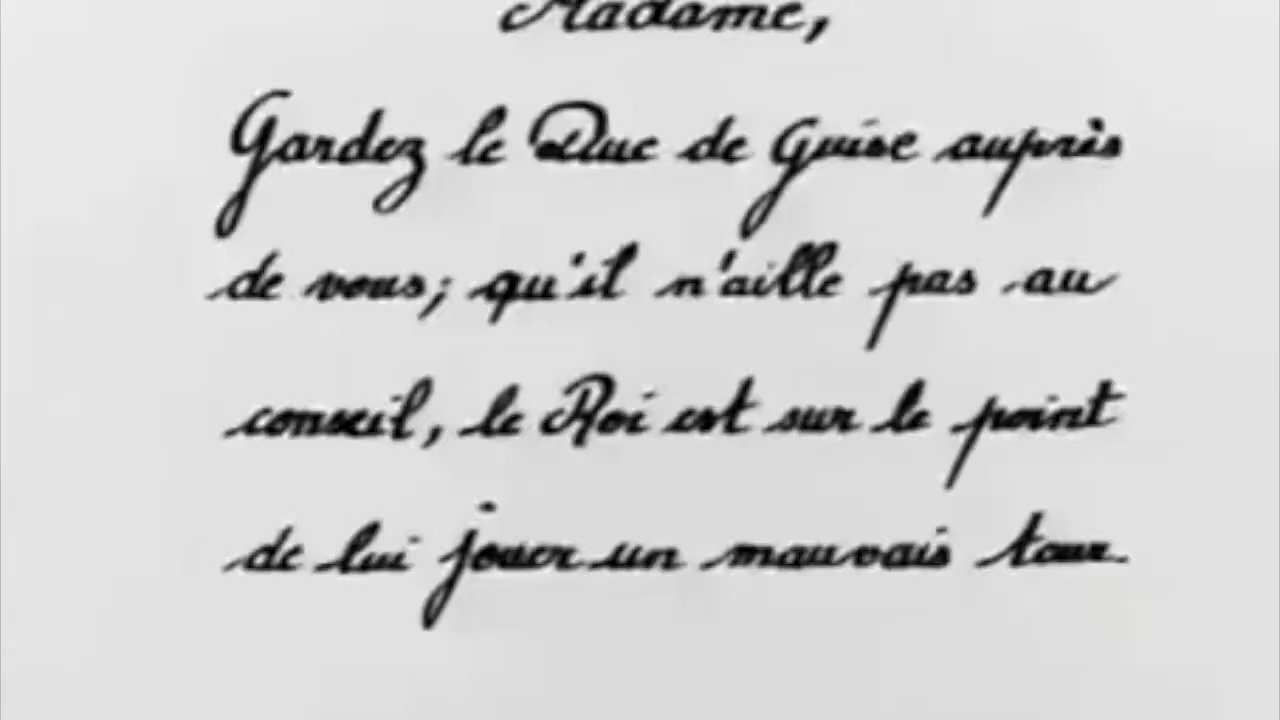 Madame,
Gardez le Duc de Guise auprès
de vous; qu'il n'aille pas au
conseil, le Roi est sur le point
de lui jouer un mauvais tour.